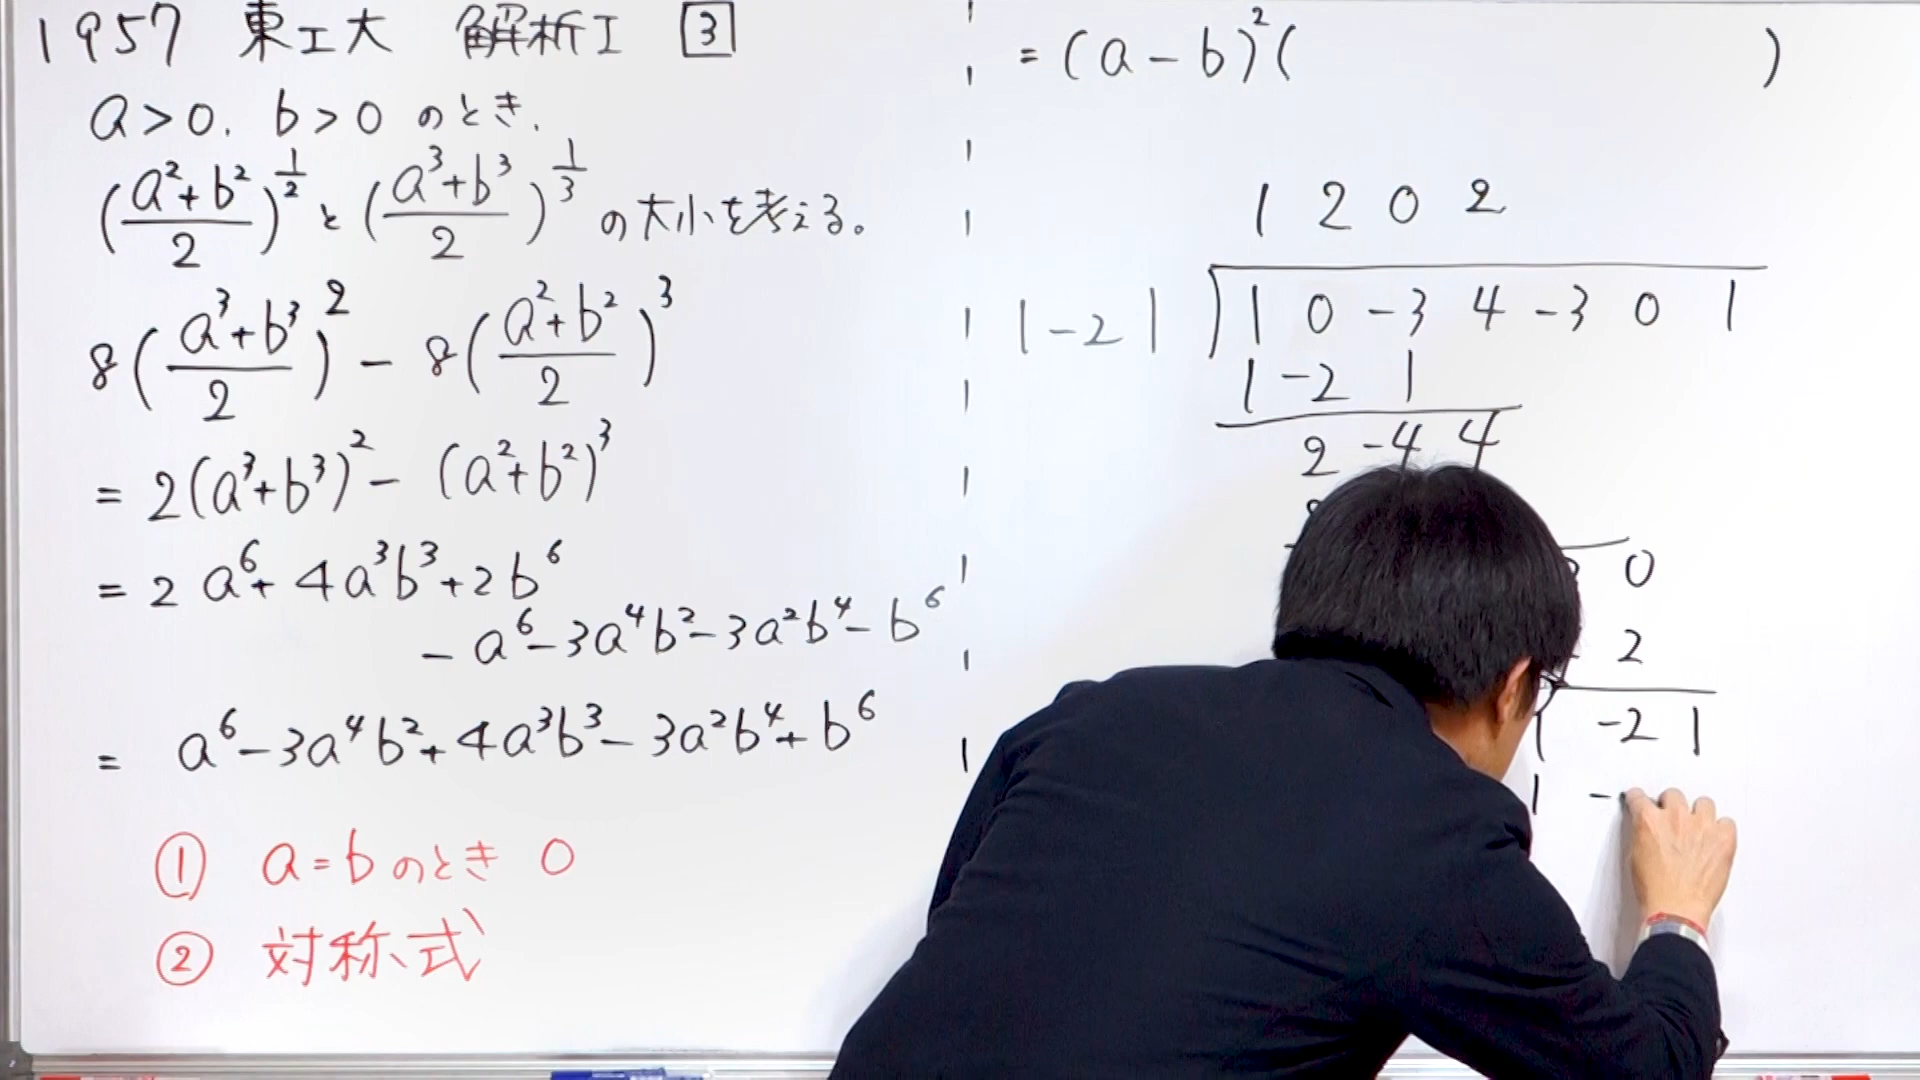 1957 東工大 解析I 3
a>0. b>0 のとき.
((a²+b²)/2)^(1/2) と ((a³+b³)/2)^(1/3) の大小を考える。
8((a³+b³)/2)² - 8((a²+b²)/2)³
= 2(a³+b³)² - (a²+b²)³
= 2a⁶+4a³b³+2b⁶
- a⁶-3a⁴b²-3a²b⁴-b⁶
= a⁶-3a⁴b²+4a³b³-3a²b⁴+b⁶
① a=bのとき 0
② 対称式
= (a-b)²( )
1 2 0 2
1 -2 1 ) 1 0 -3 4 -3 0 1
1 -2 1
2 -4 4
0
2
1 -2 1
1 -